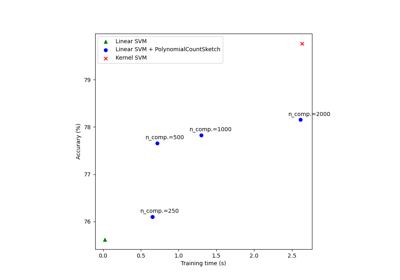 Linear SVM
Linear SVM + PolynomialCountSketch
Kernel SVM
n_comp.=2000
n_comp.=1000
n_comp.=500
n_comp.=250
79
78
77
76
Accurary (%)
0.0 0.5 1.0 1.5 2.0 2.5
Training time (s)